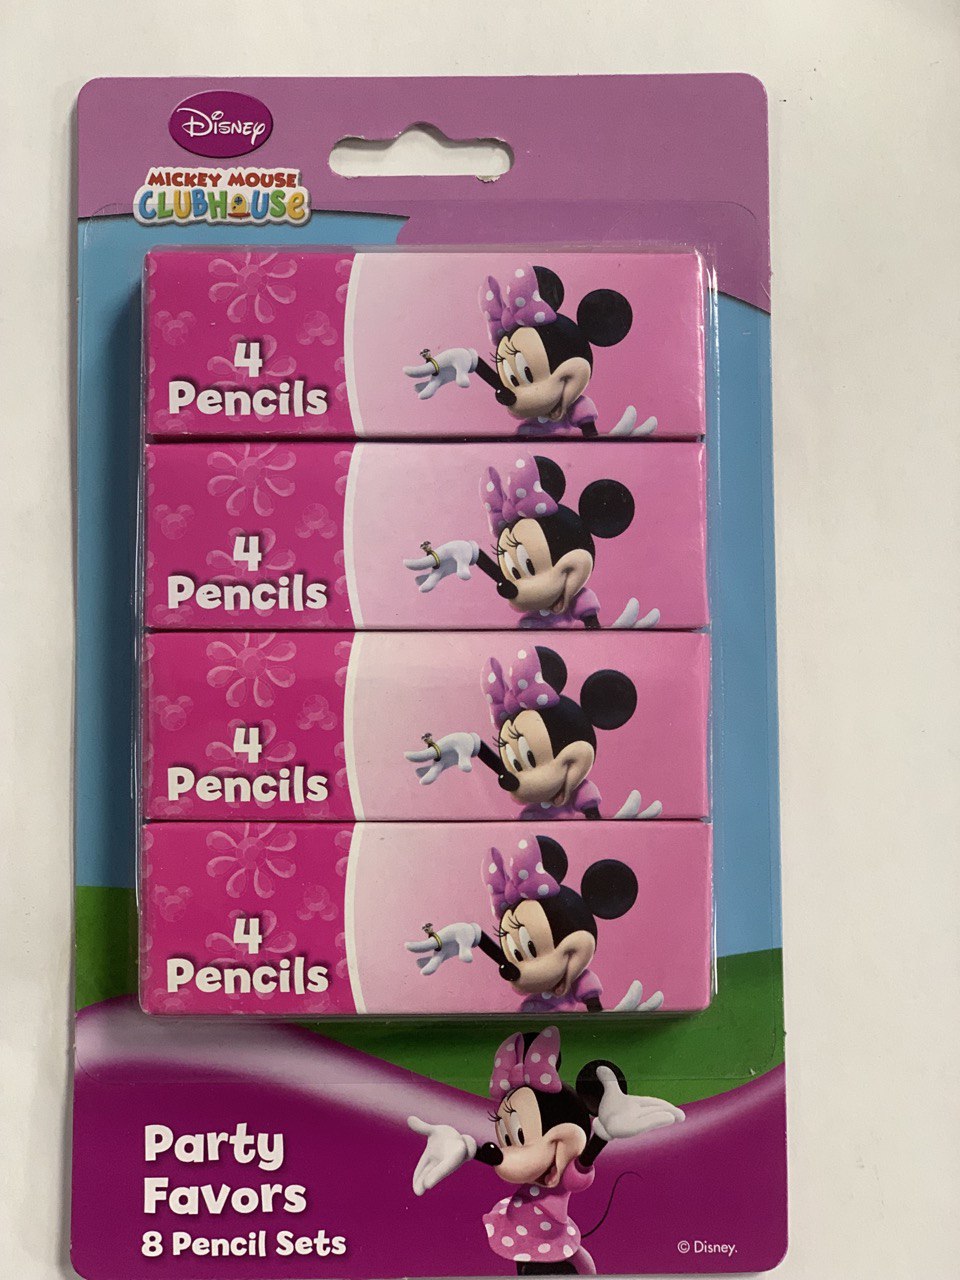 Disney
MICKEY MOUSE
CLUBHOUSE
4
Pencils
4
Pencils
4
Pencils
4
Pencils
Party
Favors
8 Pencil Sets
© Disney.